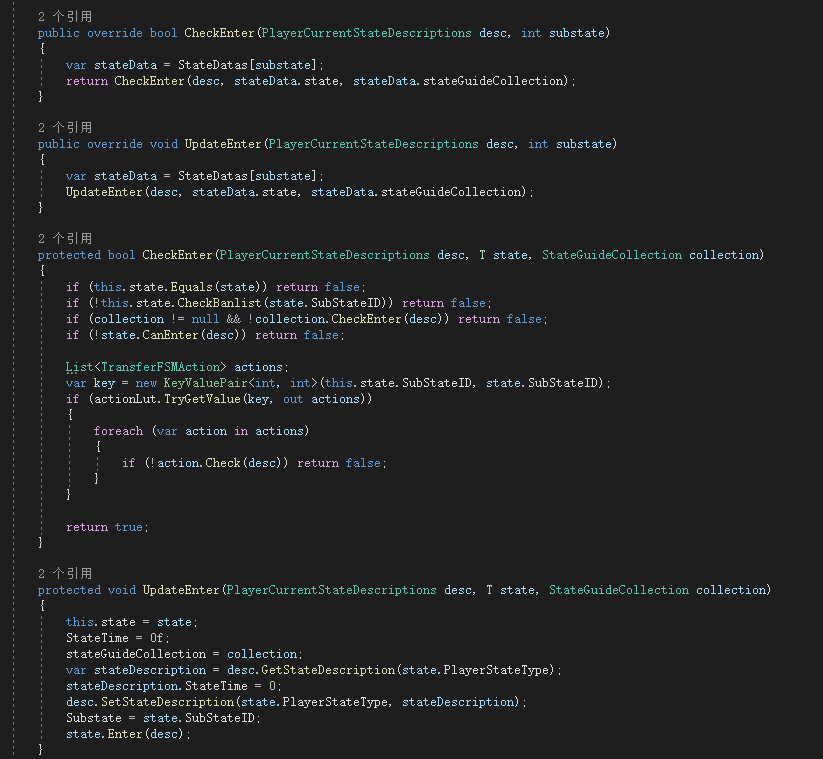 2 个引用
public override bool CheckEnter(PlayerCurrentStateDescriptions desc, int substate)
{
    var stateData = StateDatas[substate];
    return CheckEnter(desc, stateData.state, stateData.stateGuideCollection);
}
2 个引用
public override void UpdateEnter(PlayerCurrentStateDescriptions desc, int substate)
{
    var stateData = StateDatas[substate];
    UpdateEnter(desc, stateData.state, stateData.stateGuideCollection);
}
2 个引用
protected bool CheckEnter(PlayerCurrentStateDescriptions desc, T state, StateGuideCollection collection)
{
    if (this.state.Equals(state)) return false;
    if (!this.state.CheckBanlist(state.SubStateID)) return false;
    if (collection != null && !collection.CheckEnter(desc)) return false;
    if (!state.CanEnter(desc)) return false;
    List<TransferFSMAction> actions;
    var key = new KeyValuePair<int, int>(this.state.SubStateID, state.SubStateID);
    if (actionLut.TryGetValue(key, out actions))
    {
        foreach (var action in actions)
        {
            if (!action.Check(desc)) return false;
        }
    }
    return true;
}
2 个引用
protected void UpdateEnter(PlayerCurrentStateDescriptions desc, T state, StateGuideCollection collection)
{
    this.state = state;
    StateTime = 0f;
    stateGuideCollection = collection;
    var stateDescription = desc.GetStateDescription(state.PlayerStateType);
    stateDescription.StateTime = 0;
    desc.SetStateDescription(state.PlayerStateType, stateDescription);
    Substate = state.SubStateID;
    state.Enter(desc);
}